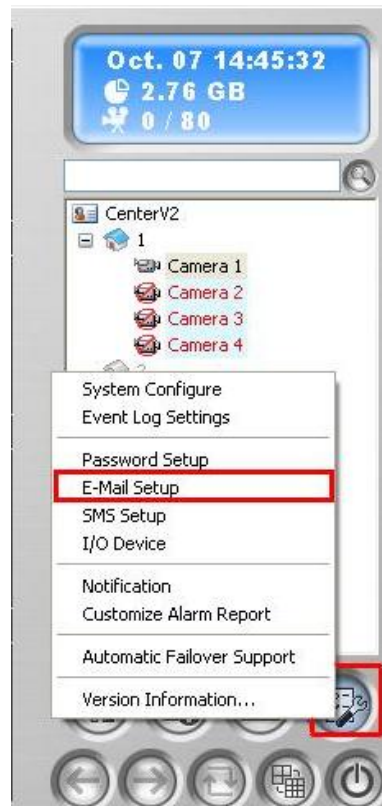 Oct. 07 14:45:32
2.76 GB
0 / 80
CenterV2
1
Camera 1
Camera 2
Camera 3
Camera 4
System Configure
Event Log Settings
Password Setup
E-Mail Setup
SMS Setup
I/O Device
Notification
Customize Alarm Report
Automatic Failover Support
Version Information...